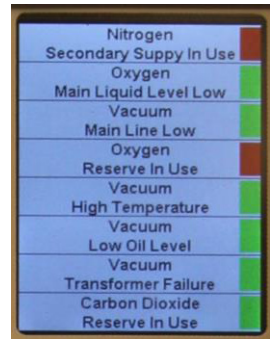 Nitrogen
Secondary Suppy In Use
Oxygen
Main Liquid Level Low
Vacuum
Main Line Low
Oxygen
Reserve In Use
Vacuum
High Temperature
Vacuum
Low Oil Level
Vacuum
Transformer Failure
Carbon Dioxide
Reserve In Use